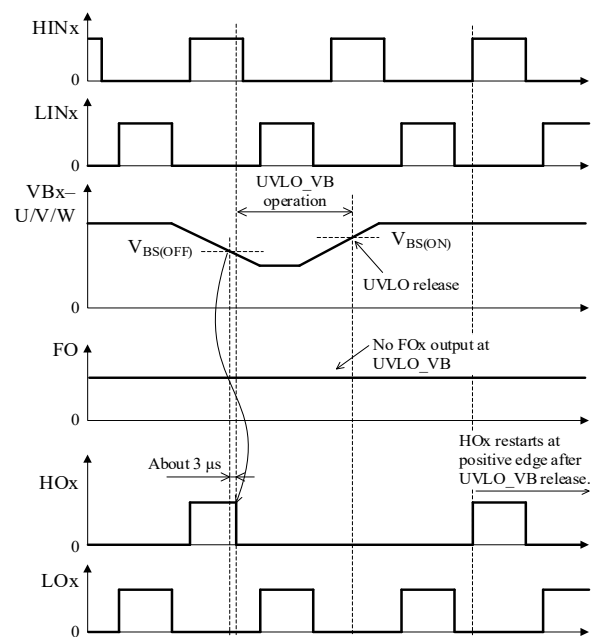 HINx
0
LINx
0
VBx–
U/V/W
UVLO_VB
operation
VBS(OFF)
VBS(ON)
UVLO release
0
FO
No FOx output at
UVLO_VB
0
About 3 µs
HOx restarts at
positive edge after
UVLO_VB release.
HOx
0
LOx
0